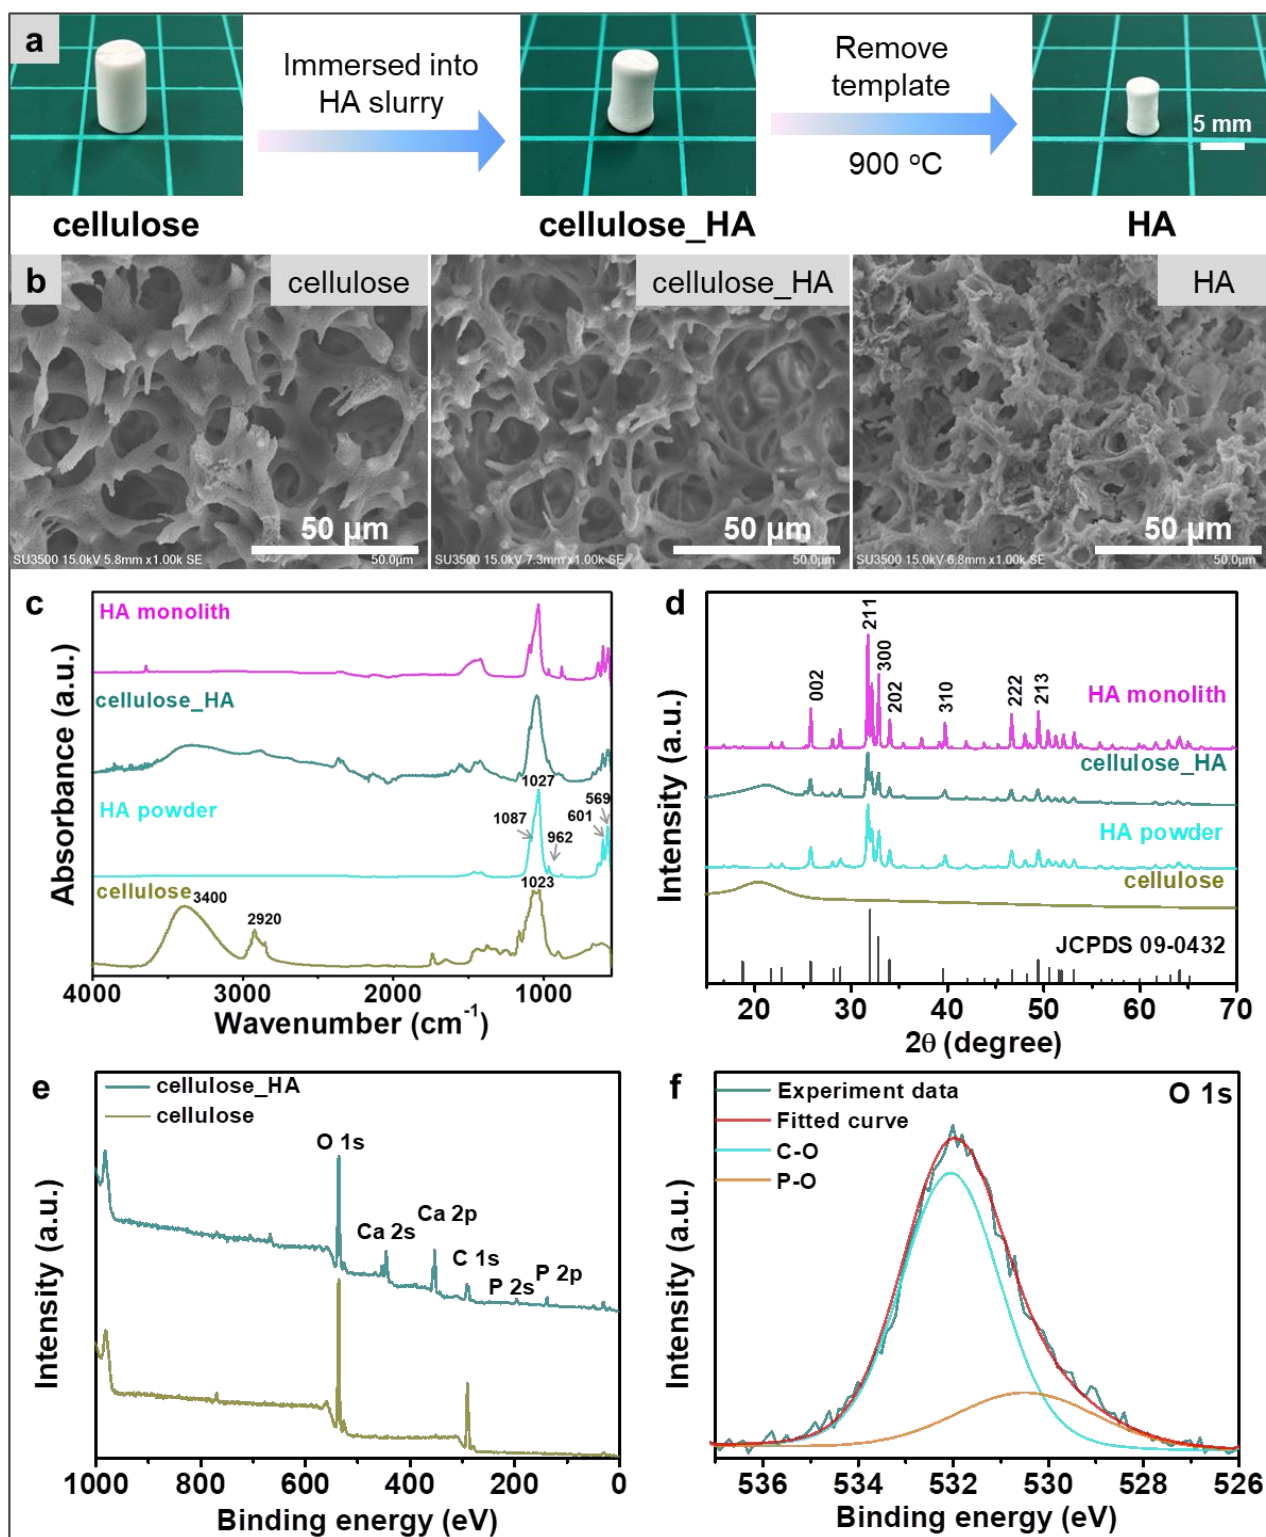 a
Immersed into
HA slurry
Remove
template
900 °C
5 mm
cellulose
cellulose_HA
HA
b
cellulose
cellulose_HA
HA
50 μm
50 μm
50 μm
SU3500 15.0kV 5.8mm x1.00k SE
50.0μm
SU3500 15.0kV 7.3mm x1.00k SE
50.0μm
SU3500 15.0kV 6.8mm x1.00k SE
50.0μm
c
HA monolith
cellulose_HA
HA powder
cellulose
1027
1087
962
601
569
1023
3400
2920
Absorbance (a.u.)
4000
3000
2000
1000
Wavenumber (cm⁻¹)
d
002
211
300
202
310
222
213
HA monolith
cellulose_HA
HA powder
cellulose
JCPDS 09-0432
Intensity (a.u.)
20
30
40
50
60
70
2θ (degree)
e
cellulose_HA
cellulose
O 1s
Ca 2s
Ca 2p
C 1s
P 2s
P 2p
Intensity (a.u.)
1000
800
600
400
200
0
Binding energy (eV)
f
Experiment data
Fitted curve
C-O
P-O
O 1s
Intensity (a.u.)
536
534
532
530
528
526
Binding energy (eV)